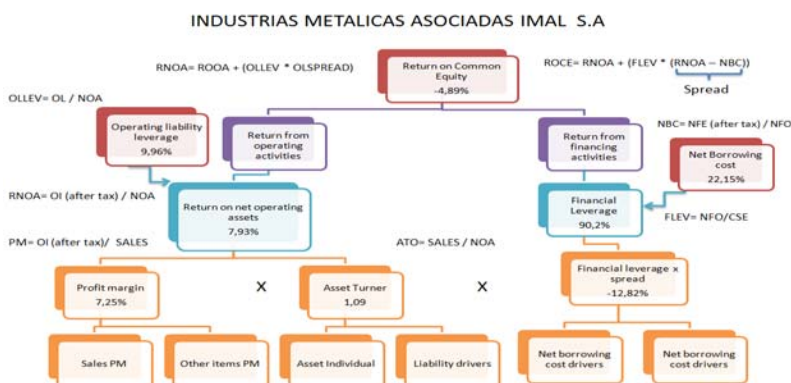 INDUSTRIAS METALICAS ASOCIADAS IMAL S.A
RNOA= ROOA + (OLLEV * OLSPREAD)
Return on Common
Equity
-4,89%
ROCE= RNOA + (FLEV * (RNOA – NBC))
Spread
OLLEV= OL / NOA
Operating liability
leverage
9,96%
Return from
operating
activities
Return from
financing
activities
NBC= NFE (after tax) / NFO
Net Borrowing
cost
22,15%
RNOA= OI (after tax) / NOA
Return on net operating
assets
7,93%
Financial
Leverage
90,2%
FLEV= NFO/CSE
PM= OI (after tax)/ SALES
ATO= SALES / NOA
Profit margin
7,25%
X
Asset Turner
1,09
X
Financial leverage x
spread
-12,82%
Sales PM
Other items PM
Asset Individual
Liability drivers
Net borrowing
cost drivers
Net borrowing
cost drivers